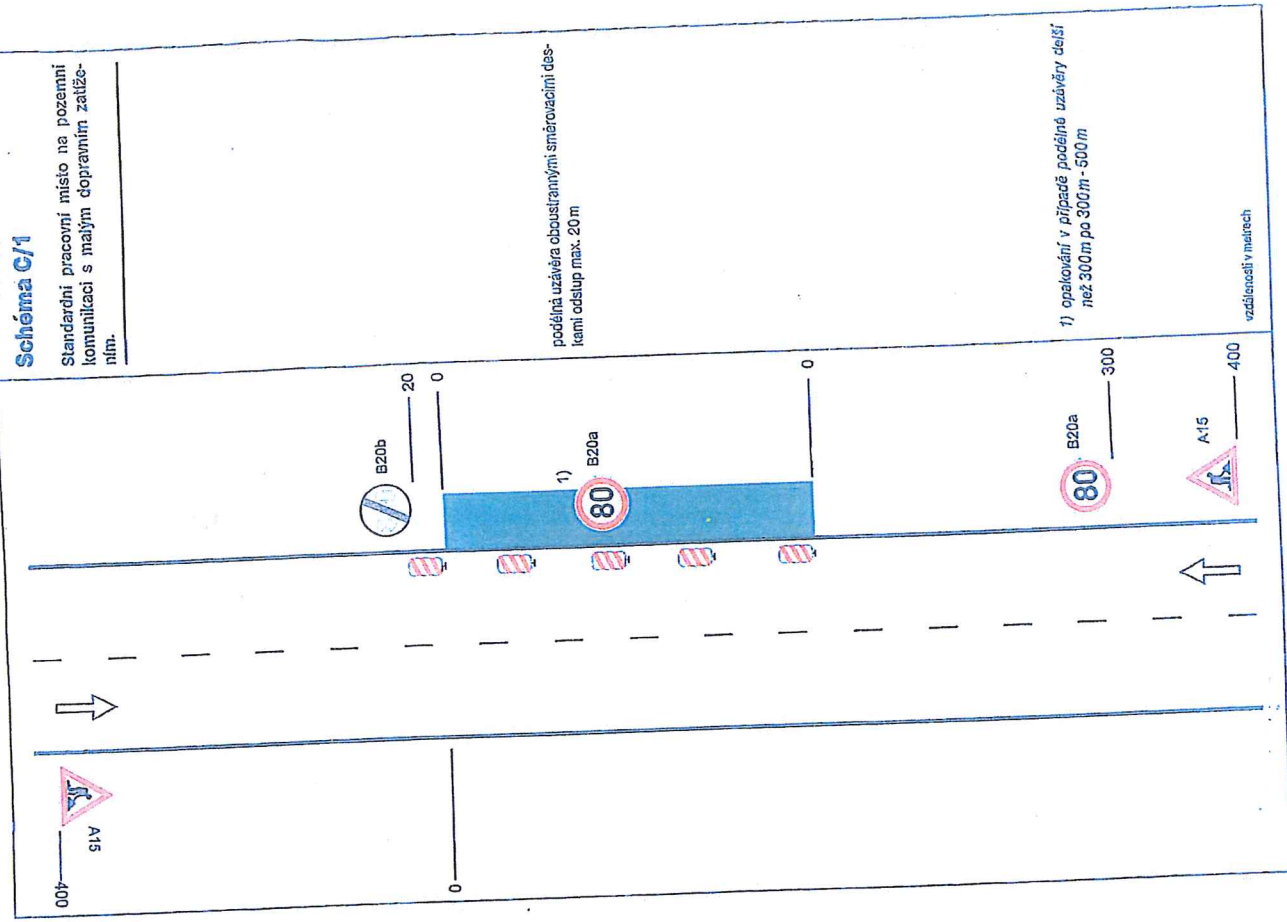 Schéma C/1
Standardní pracovní místo na pozemní
komunikaci s malým dopravním zatíže-
ním.
400
A15
B20b
20
0
1)
80
B20a
podélná uzávěra oboustrannými směrovacími des-
kami odstup max. 20 m
0
0
80
B20a
300
1) opakování v případě podélné uzávěry delší
než 300m po 300m - 500m
A15
400
vzdálenosti v metrech